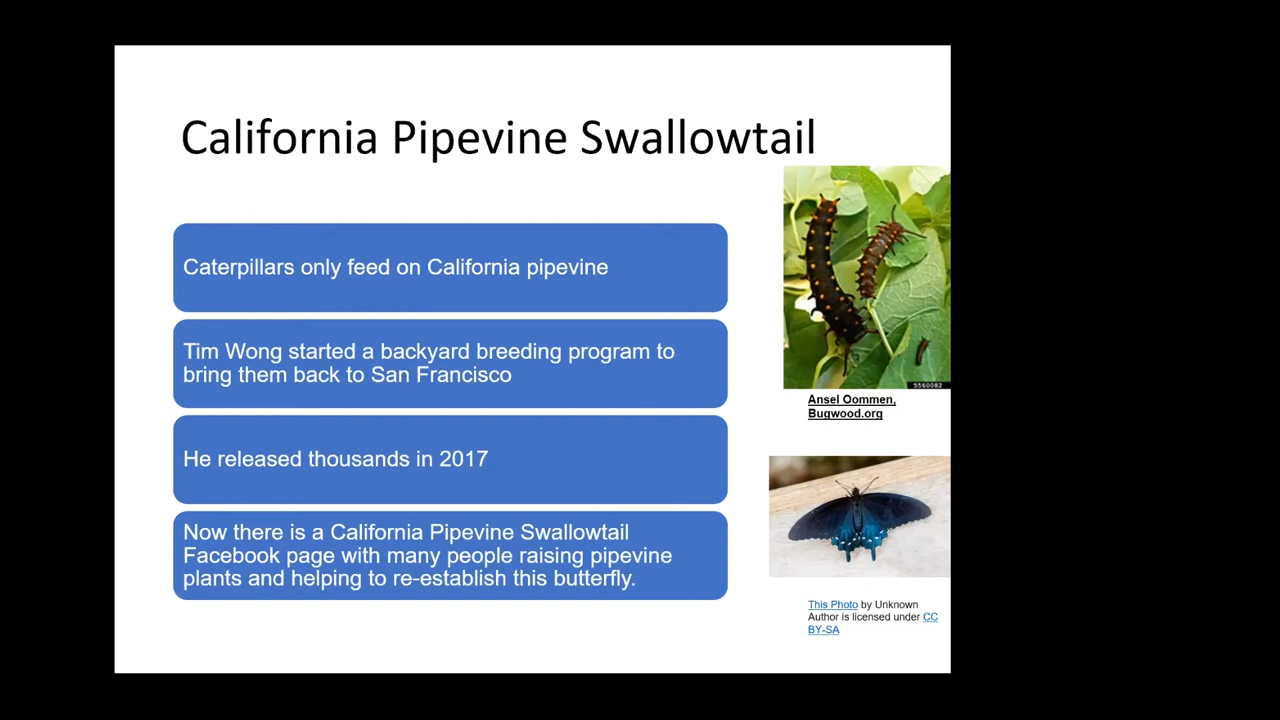 California Pipevine Swallowtail
Caterpillars only feed on California pipevine
Tim Wong started a backyard breeding program to
bring them back to San Francisco
He released thousands in 2017
Now there is a California Pipevine Swallowtail
Facebook page with many people raising pipevine
plants and helping to re-establish this butterfly.
5560082
Ansel Oommen,
Bugwood.org
This Photo by Unknown
Author is licensed under CC
BY-SA